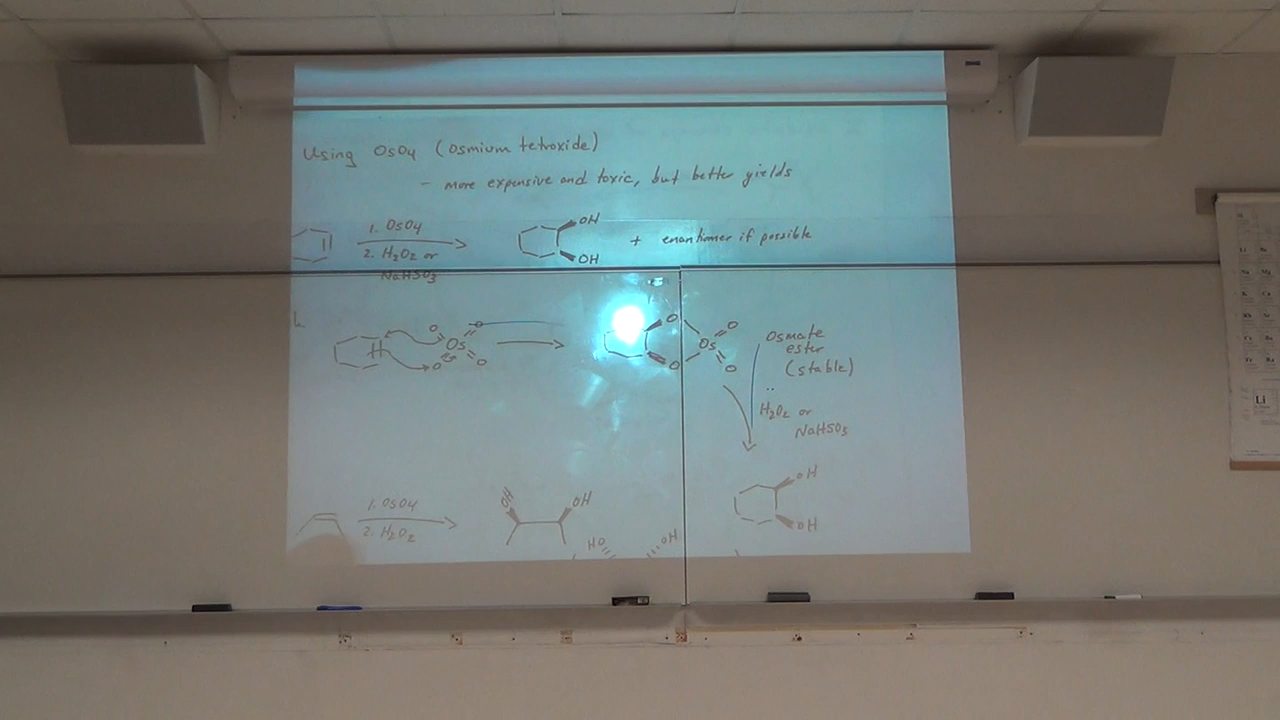 Using OsO4 (Osmium tetroxide)
– more expensive and toxic, but better yields
1. OsO4
2. H2O2 or
NaHSO3
OH
OH
+ enantiomer if possible
O
O
Os
O
O
O
O
Os
O
O
Osmate
ester
(stable)
H2O2 or
NaHSO3
OH
OH
1. OsO4
2. H2O2
OH
OH
HO
OH
Li